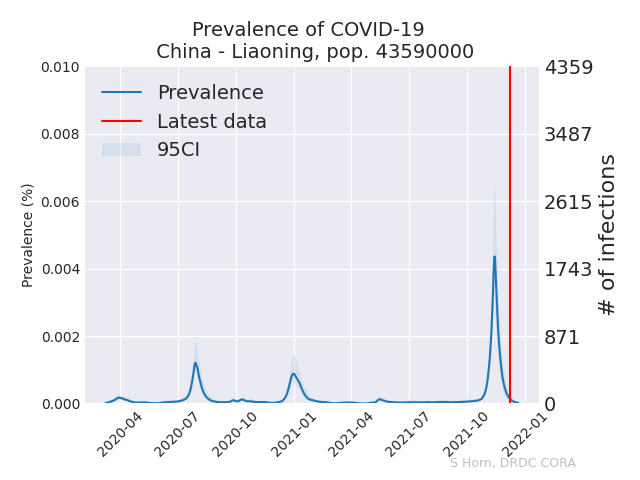 Prevalence of COVID-19
China - Liaoning, pop. 43590000
Prevalence
Latest data
95CI
Prevalence (%)
0.010
0.008
0.006
0.004
0.002
0.000
4359
3487
2615
1743
871
0
# of infections
2020-04
2020-07
2020-10
2021-01
2021-04
2021-07
2021-10
2022-01
S Horn, DRDC CORA